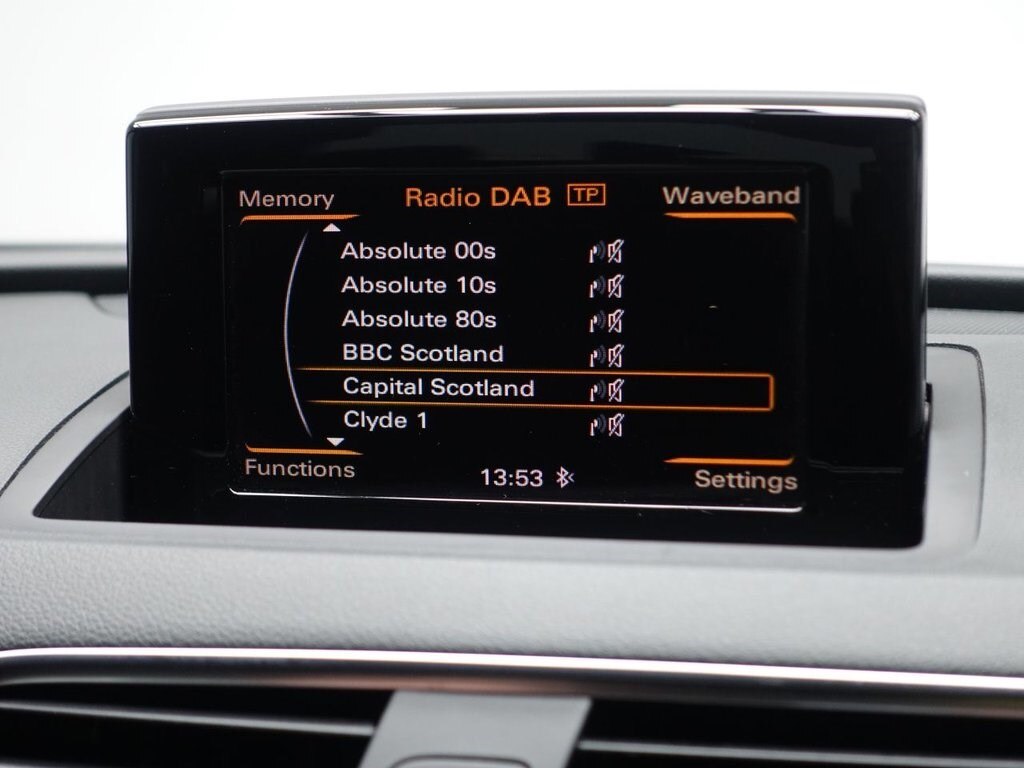 Memory Radio DAB TP Waveband
Absolute 00s
Absolute 10s
Absolute 80s
BBC Scotland
Capital Scotland
Clyde 1
Functions 13:53 Settings